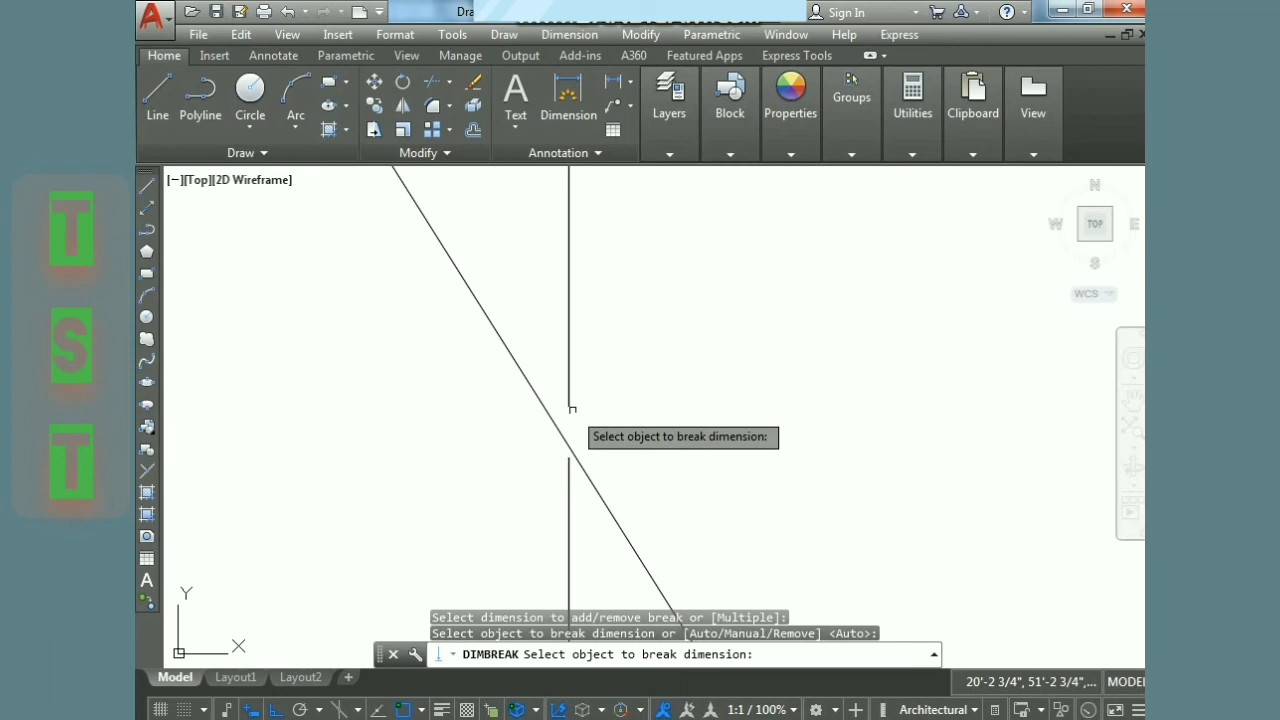 Dra
Sign In
File Edit View Insert Format Tools Draw Dimension Modify Parametric Window Help Express
Home Insert Annotate Parametric View Manage Output Add-ins A360 Featured Apps Express Tools
Line Polyline Circle Arc Text Dimension Layers Block Properties Groups Utilities Clipboard View
Draw Modify Annotation
[−][Top][2D Wireframe]
N
W TOP E
S
WCS
T
S
T
Select object to break dimension:
Y
X
Select dimension to add/remove break or [Multiple]:
Select object to break dimension or [Auto/Manual/Remove] <Auto>:
DIMBREAK Select object to break dimension:
Model Layout1 Layout2 +
20'-2 3/4", 51'-2 3/4",... MODEL
1:1 / 100% Architectural